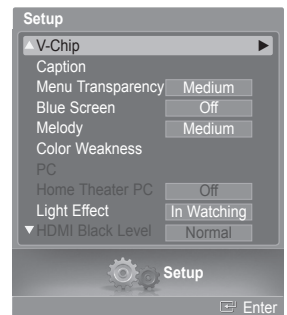 Setup
V-Chip
Caption
Menu Transparency Medium
Blue Screen Off
Melody Medium
Color Weakness
PC
Home Theater PC Off
Light Effect In Watching
HDMI Black Level Normal
Setup
Enter